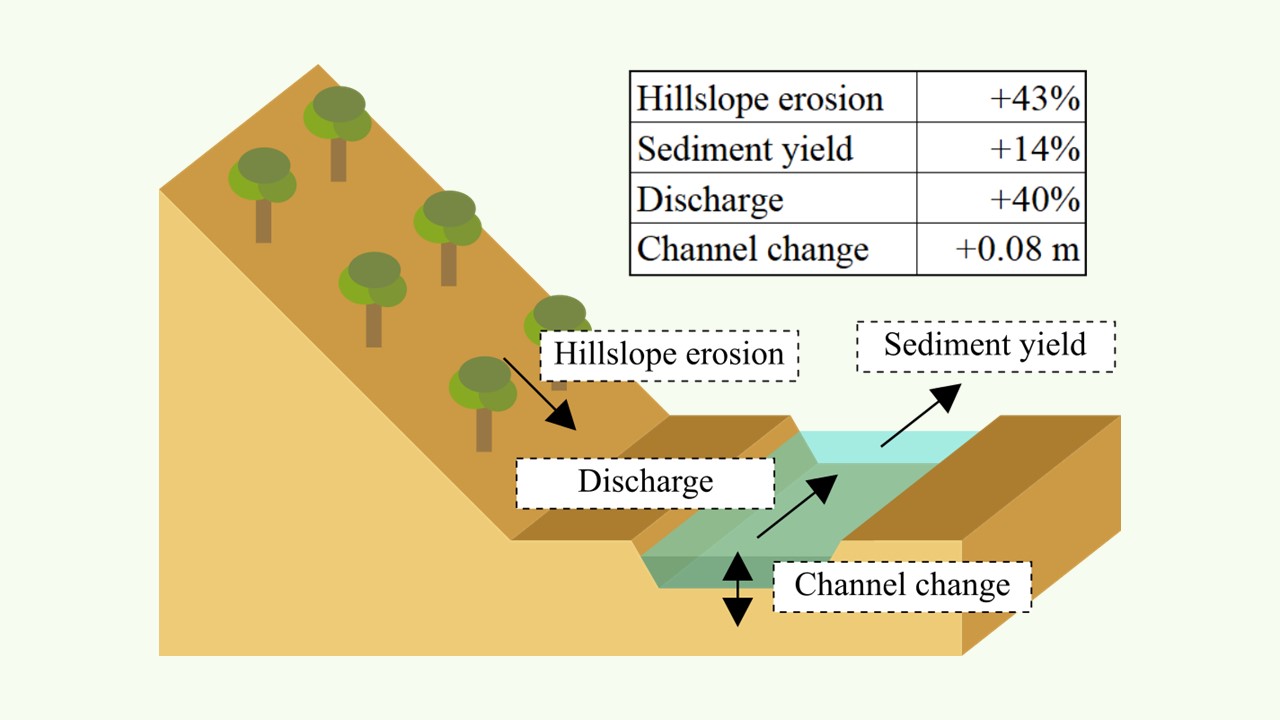 Hillslope erosion +43%
Sediment yield +14%
Discharge +40%
Channel change +0.08 m
Sediment yield
Hillslope erosion
Discharge
Channel change